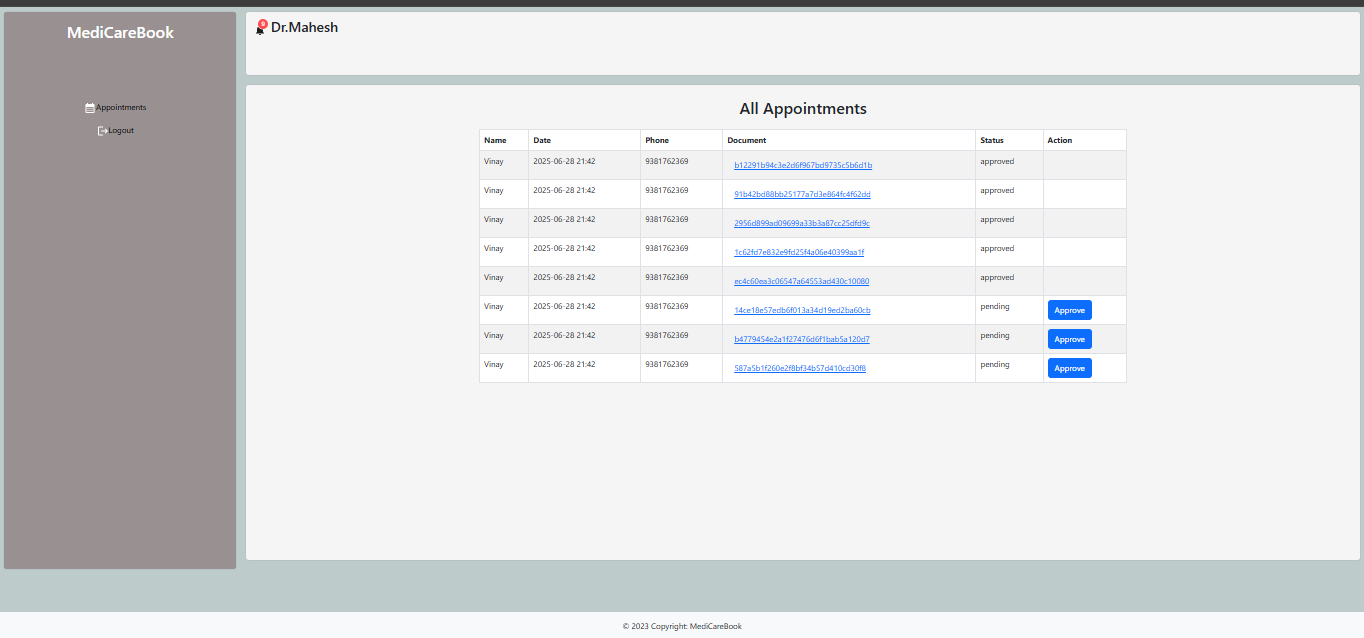 MediCareBook
Appointments
Logout
Dr.Mahesh
All Appointments
Name Date Phone Document Status Action
Vinay 2025-06-28 21:42 9381762369 b12291b94c3e2d6f967bd9735c5b6d1b approved
Vinay 2025-06-28 21:42 9381762369 91b42bd88bb25177a7d3e864fc4f62dd approved
Vinay 2025-06-28 21:42 9381762369 2956d899ad09699a33b3a87cc25dfd9c approved
Vinay 2025-06-28 21:42 9381762369 1c62fd7e832e9fd25f4a06e40399aa1f approved
Vinay 2025-06-28 21:42 9381762369 ec4c60ea3c06547a64553ad430c10080 approved
Vinay 2025-06-28 21:42 9381762369 14ce18e57edb6f013a34d19ed2ba60cb pending Approve
Vinay 2025-06-28 21:42 9381762369 b4779454e2a1f27476d6f1bab5a120d7 pending Approve
Vinay 2025-06-28 21:42 9381762369 587a5b1f260e2f8bf34b57d410cd30f8 pending Approve
© 2023 Copyright: MediCareBook